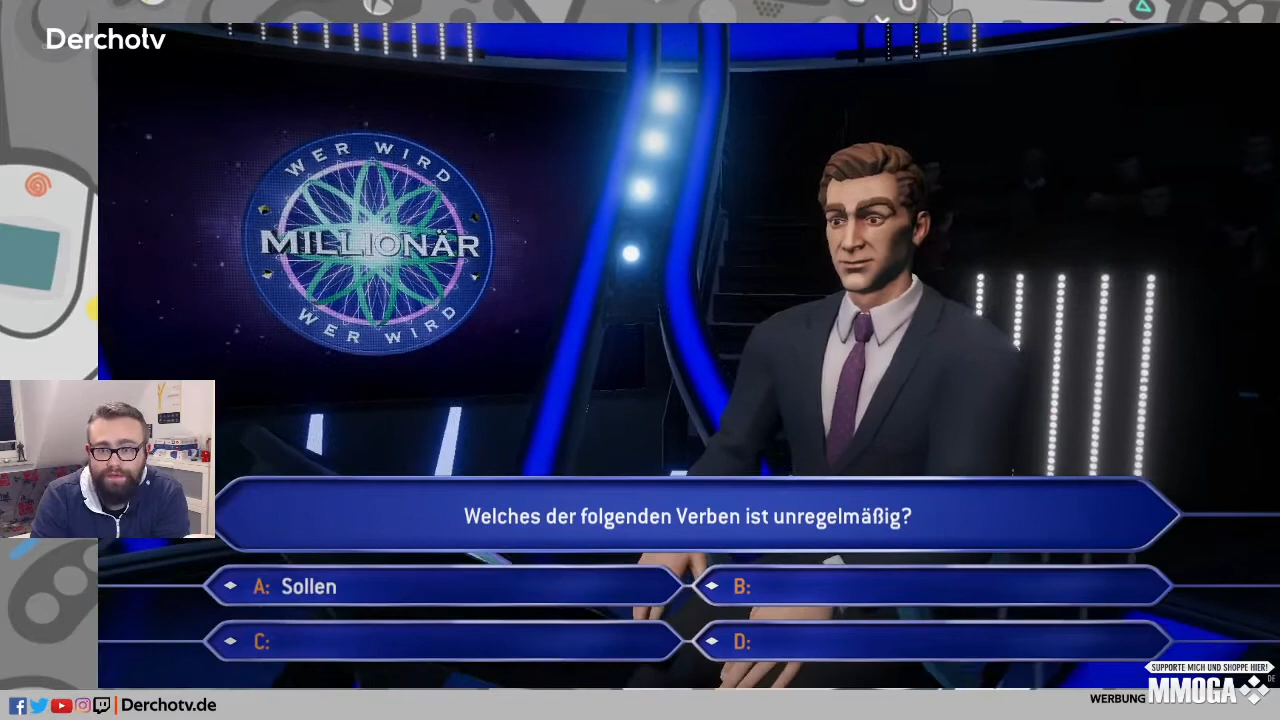 Derchotv
WER WIRD
MILLIONÄR
WER WIRD
Welches der folgenden Verben ist unregelmäßig?
A: Sollen
B:
C:
D:
SUPPORTE MICH UND SHOPPE HIER!
WERBUNG
MMOGA
DE
Derchotv.de